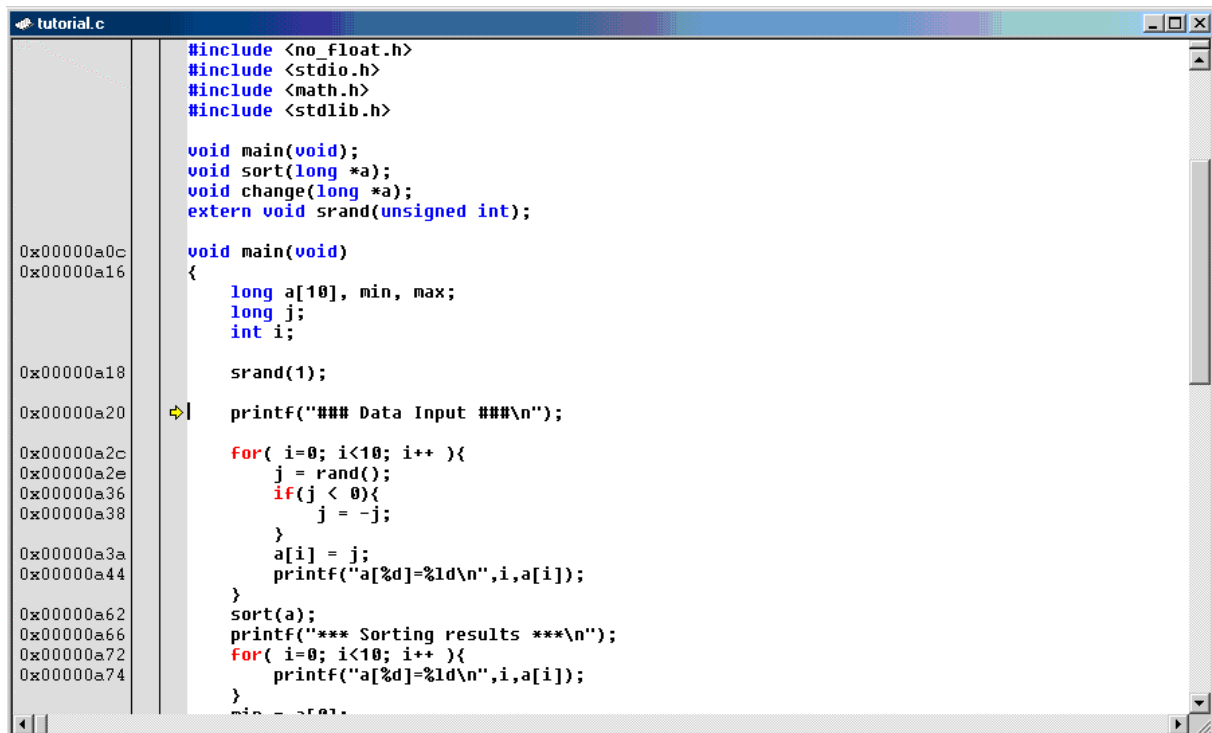 tutorial.c
#include <no_float.h>
#include <stdio.h>
#include <math.h>
#include <stdlib.h>
void main(void);
void sort(long *a);
void change(long *a);
extern void srand(unsigned int);
0x00000a0c void main(void)
0x00000a16 {
long a[10], min, max;
long j;
int i;
0x00000a18 srand(1);
0x00000a20 printf("### Data Input ###\n");
0x00000a2c for( i=0; i<10; i++ ){
0x00000a2e j = rand();
0x00000a36 if(j < 0){
0x00000a38 j = -j;
}
0x00000a3a a[i] = j;
0x00000a44 printf("a[%d]=%ld\n",i,a[i]);
}
0x00000a62 sort(a);
0x00000a66 printf("*** Sorting results ***\n");
0x00000a72 for( i=0; i<10; i++ ){
0x00000a74 printf("a[%d]=%ld\n",i,a[i]);
}
min = a[0];